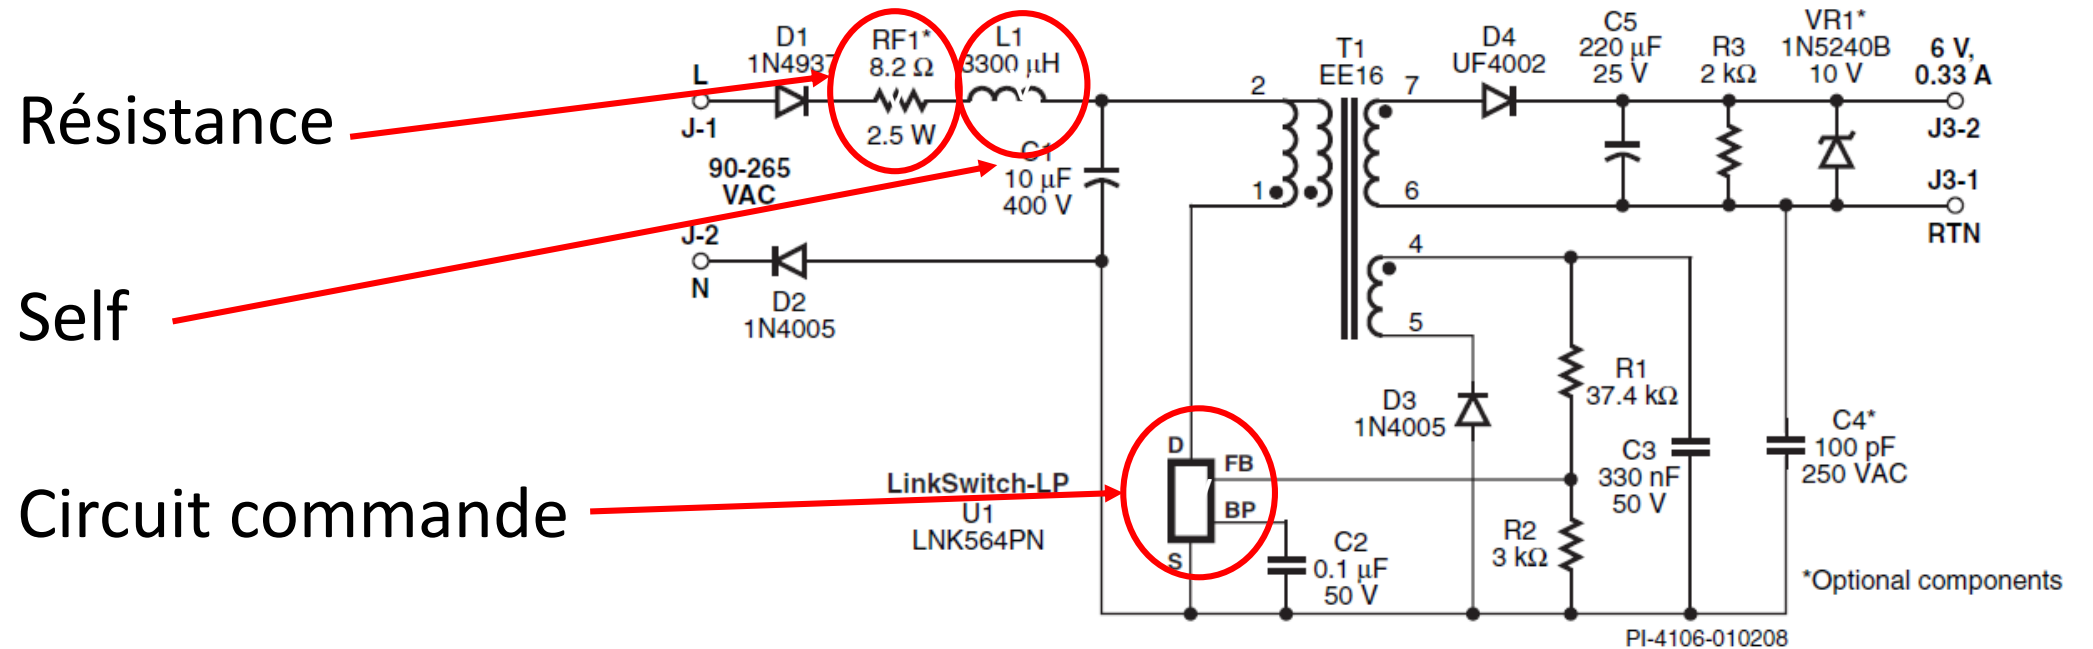 Résistance
Self
Circuit commande
L
J-1
90-265
VAC
J-2
N
D1
1N4937
RF1*
8.2 Ω
2.5 W
L1
3300 µH
C1
10 µF
400 V
D2
1N4005
2
1
T1
EE16
7
6
4
5
D4
UF4002
C5
220 µF
25 V
R3
2 kΩ
VR1*
1N5240B
10 V
6 V,
0.33 A
J3-2
J3-1
RTN
D3
1N4005
R1
37.4 kΩ
C3
330 nF
50 V
C4*
100 pF
250 VAC
LinkSwitch-LP
U1
LNK564PN
D
FB
BP
S
C2
0.1 µF
50 V
R2
3 kΩ
*Optional components
PI-4106-010208